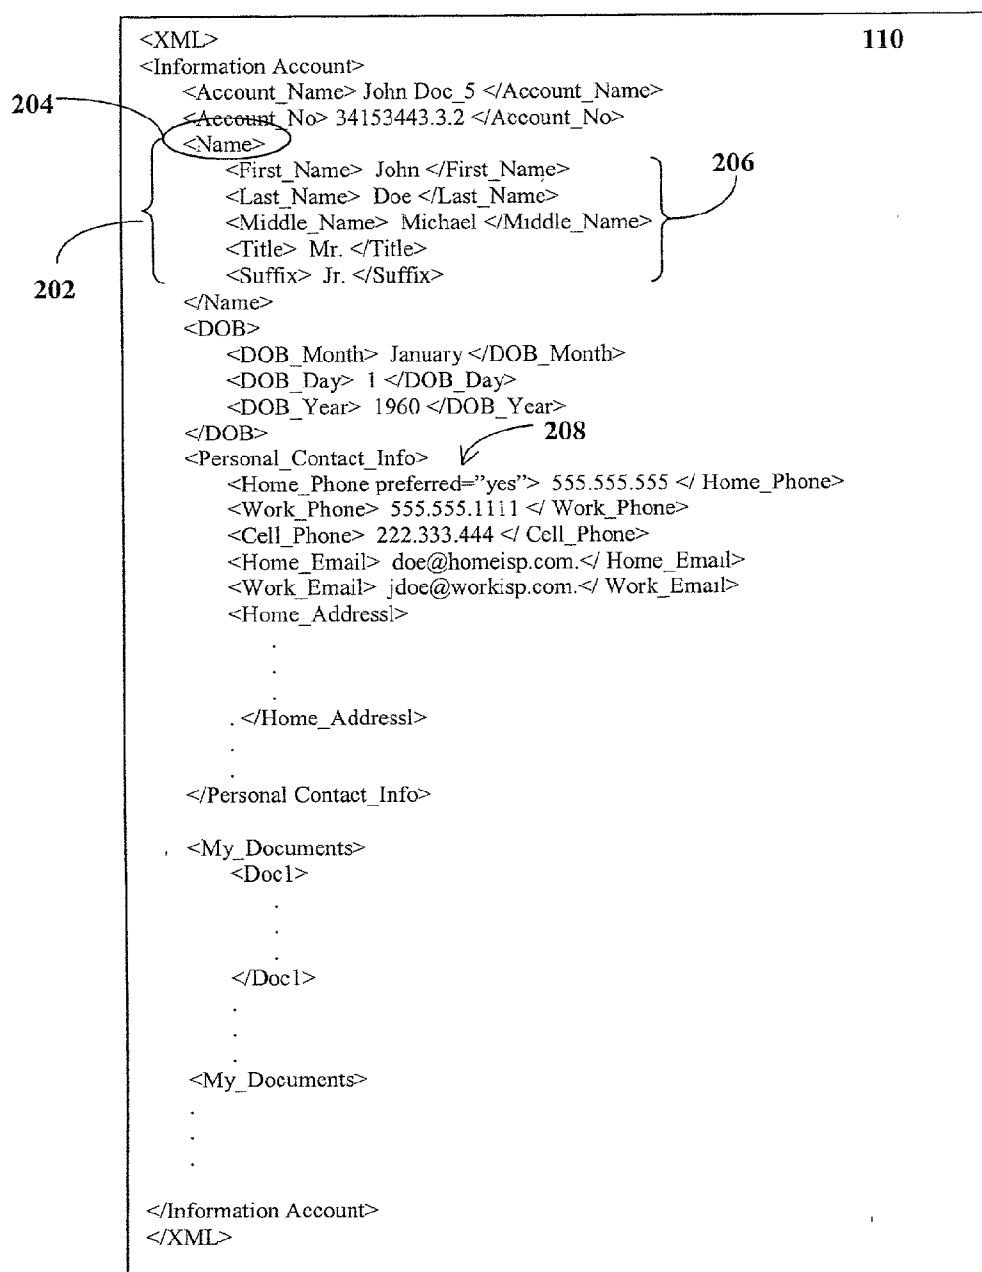 <XML> 110
<Information Account>
<Account_Name> John Doc_5 </Account_Name>
204
<Account_No> 34153443.3.2 </Account_No>
<Name>
<First_Name> John </First_Name>
206
<Last_Name> Doe </Last_Name>
<Middle_Name> Michael </Middle_Name>
<Title> Mr. </Title>
<Suffix> Jr. </Suffix>
202
</Name>
<DOB>
<DOB_Month> January </DOB_Month>
<DOB_Day> 1 </DOB_Day>
<DOB_Year> 1960 </DOB_Year>
</DOB>
208
<Personal_Contact_Info>
<Home_Phone preferred="yes"> 555.555.555 </ Home_Phone>
<Work_Phone> 555.555.1111 </ Work_Phone>
<Cell_Phone> 222.333.444 </ Cell_Phone>
<Home_Email> doe@homeisp.com.</ Home_Email>
<Work_Email> jdoe@workisp.com.</ Work_Email>
<Home_Address1>
.
.
.
. </Home_Address1>
.
.
</Personal Contact_Info>
<My_Documents>
<Doc1>
.
.
.
</Doc1>
.
.
.
<My_Documents>
.
.
.
</Information Account>
</XML>